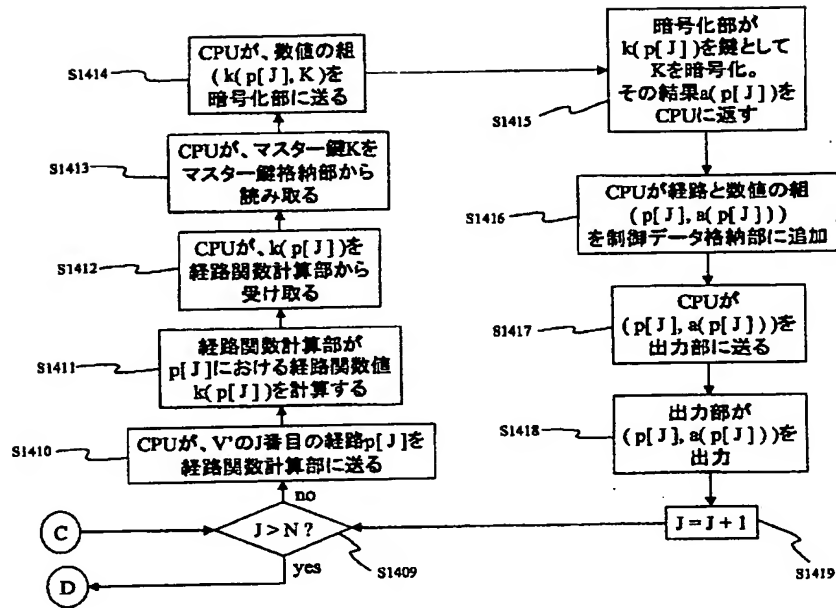 CPUが、数値の組
( k( p[ J ], K )を
暗号化部に送る
S1414
CPUが、マスター鍵Kを
マスター鍵格納部から
読み取る
S1413
CPUが、k( p[ J ])を
経路関数計算部から
受け取る
S1412
経路関数計算部が
p[ J ]における経路関数値
k( p[ J ])を計算する
S1411
CPUが、V'のJ番目の経路p[ J ]を
経路関数計算部に送る
S1410
no
C
J > N ?
yes
S1409
D
暗号化部が
k( p[ J ])を鍵として
Kを暗号化。
その結果a( p[ J ])を
CPUに返す
S1415
CPUが経路と数値の組
( p[ J ], a( p[ J ]))
を制御データ格納部に追加
S1416
CPUが
( p[ J ], a( p[ J ]))を
出力部に送る
S1417
出力部が
( p[ J ], a( p[ J ]))を
出力
S1418
J = J + 1
S1419